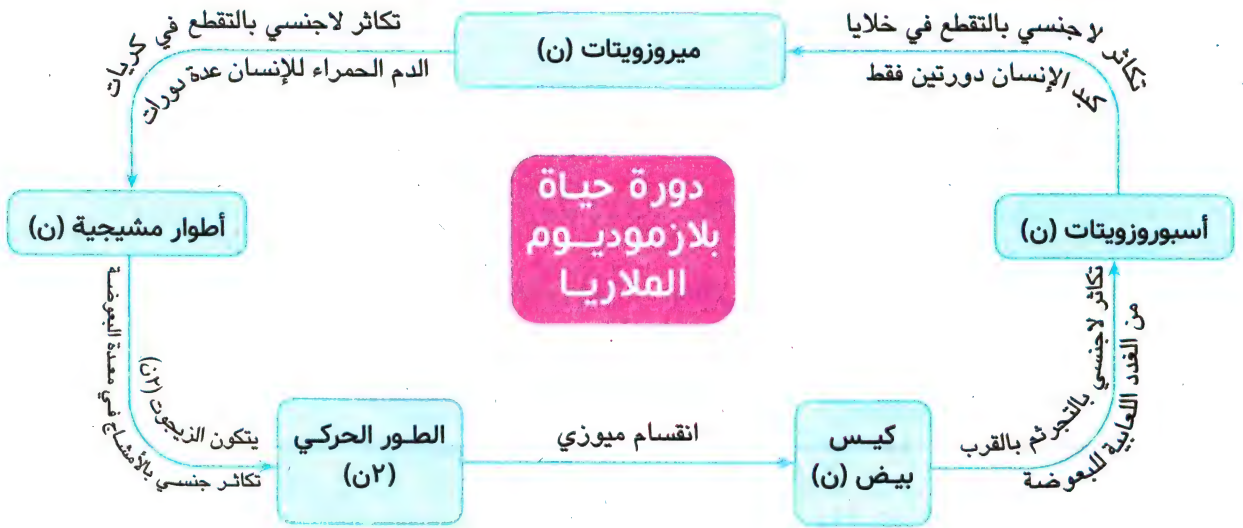 دورة حياة
بلازموديوم
الملاريا
أسبوروزويتات (ن)
تكاثر لاجنسي بالتقطع في خلايا
كبد الإنسان دورتين فقط
ميروزويتات (ن)
تكاثر لاجنسي بالتقطع في كريات
الدم الحمراء للإنسان عدة دورات
أطوار مشيجية (ن)
يتكون الزيجوت (٢ن)
تكاثر جنسي بالأمشاج في معدة البعوضة
الطور الحركي
(٢ن)
انقسام ميوزي
كيس
بيض (ن)
تكاثر لاجنسي بالتجرثم بالقرب
من الغدد اللعابية للبعوضة